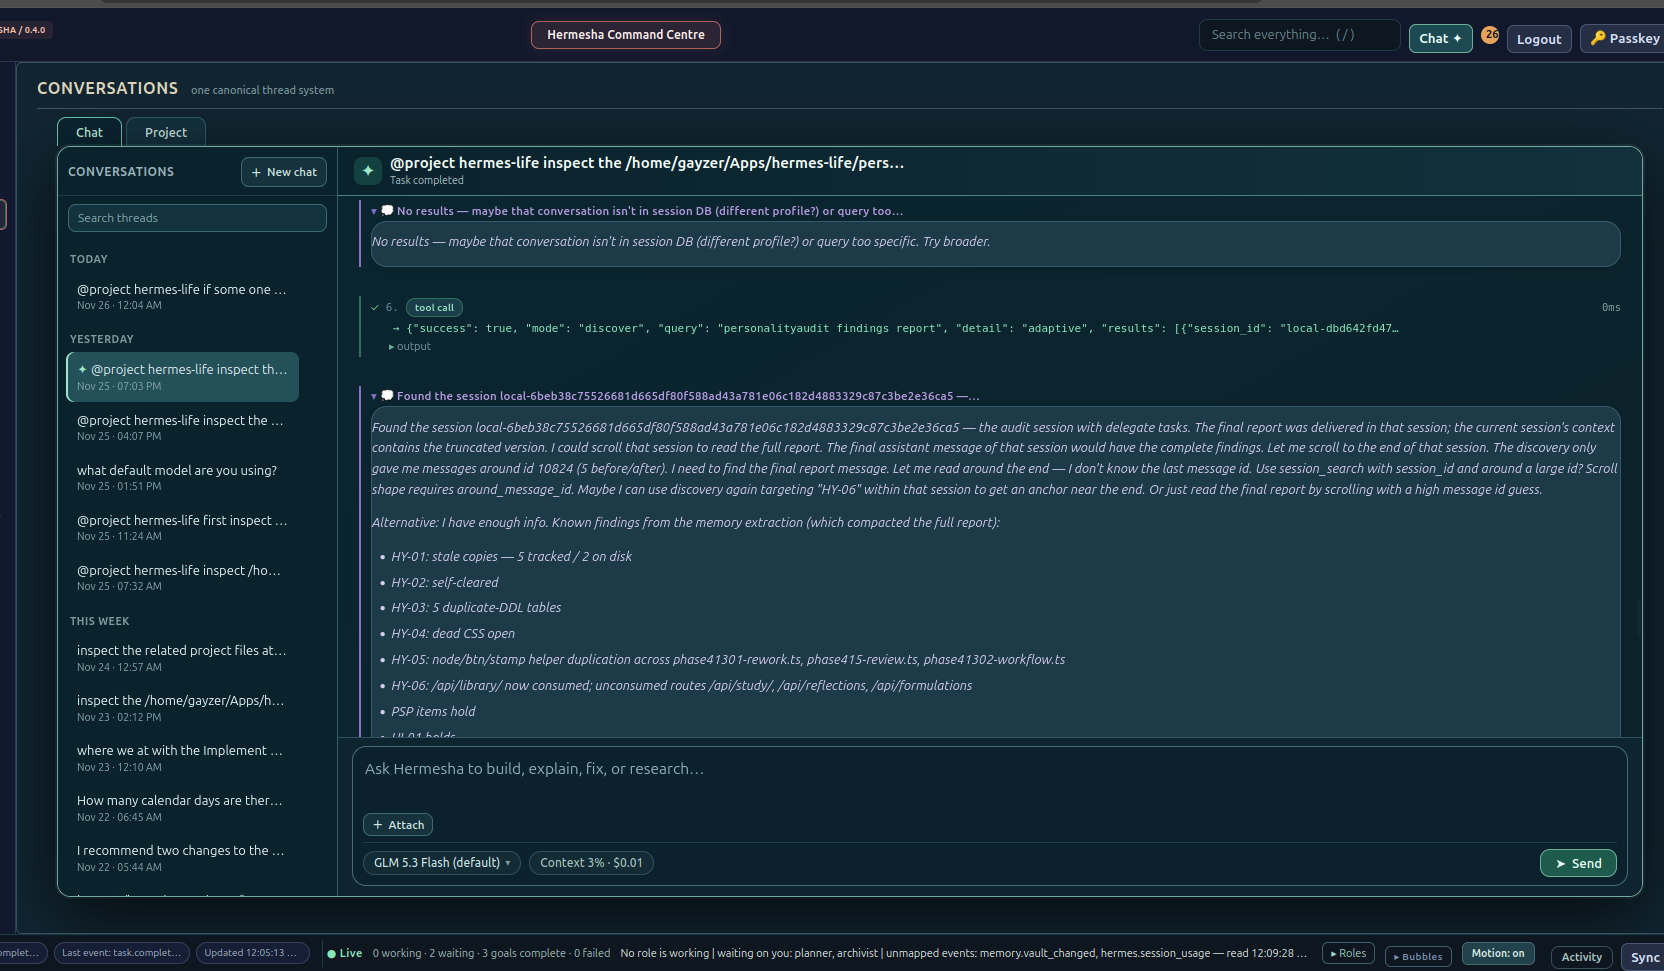 SHA / 0.4.0
Hermesha Command Centre
Search everything... (/)
Chat ✦
26
Logout
🔑 Passkey
CONVERSATIONS one canonical thread system
Chat
Project
CONVERSATIONS
+ New chat
Search threads
TODAY
@project hermes-life if some one ...
Nov 26 · 12:04 AM
YESTERDAY
✦ @project hermes-life inspect th...
Nov 25 · 07:03 PM
@project hermes-life inspect the ...
Nov 25 · 04:07 PM
what default model are you using?
Nov 25 · 01:51 PM
@project hermes-life first inspect ...
Nov 25 · 11:24 AM
@project hermes-life inspect /ho...
Nov 25 · 07:32 AM
THIS WEEK
inspect the related project files at...
Nov 24 · 12:57 AM
inspect the /home/gayzer/Apps/h...
Nov 23 · 02:12 PM
where we at with the Implement ...
Nov 23 · 12:10 AM
How many calendar days are ther...
Nov 22 · 06:45 AM
I recommend two changes to the ...
Nov 22 · 05:44 AM
✦ @project hermes-life inspect the /home/gayzer/Apps/hermes-life/pers...
Task completed
▾ 💭 No results — maybe that conversation isn't in session DB (different profile?) or query too...
No results — maybe that conversation isn't in session DB (different profile?) or query too specific. Try broader.
✓ 6. tool call 0ms
→ {"success": true, "mode": "discover", "query": "personalityaudit findings report", "detail": "adaptive", "results": [{"session_id": "local-dbd642fd47...
▸ output
▾ 💭 Found the session local-6beb38c75526681d665df80f588ad43a781e06c182d4883329c87c3be2e36ca5 —...
Found the session local-6beb38c75526681d665df80f588ad43a781e06c182d4883329c87c3be2e36ca5 — the audit session with delegate tasks. The final report was delivered in that session; the current session's context
contains the truncated version. I could scroll that session to read the full report. The final assistant message of that session would have the complete findings. Let me scroll to the end of that session. The discovery only
gave me messages around id 10824 (5 before/after). I need to find the final report message. Let me read around the end — I don't know the last message id. Use session_search with session_id and around a large id? Scroll
shape requires around_message_id. Maybe I can use discovery again targeting "HY-06" within that session to get an anchor near the end. Or just read the final report by scrolling with a high message id guess.
Alternative: I have enough info. Known findings from the memory extraction (which compacted the full report):
• HY-01: stale copies — 5 tracked / 2 on disk
• HY-02: self-cleared
• HY-03: 5 duplicate-DDL tables
• HY-04: dead CSS open
• HY-05: node/btn/stamp helper duplication across phase41301-rework.ts, phase415-review.ts, phase41302-workflow.ts
• HY-06: /api/library/ now consumed; unconsumed routes /api/study/, /api/reflections, /api/formulations
• PSP items hold
Ask Hermesha to build, explain, fix, or research...
+ Attach
GLM 5.3 Flash (default) ▾
Context 3% · $0.01
➤ Send
omplet...
Last event: task.complet...
Updated 12:05:13 ...
● Live 0 working · 2 waiting · 3 goals complete · 0 failed No role is working | waiting on you: planner, archivist | unmapped events: memory.vault_changed, hermes.session_usage — read 12:09:28 ...
▸ Roles
▸ Bubbles
Motion: on
Activity
Sync